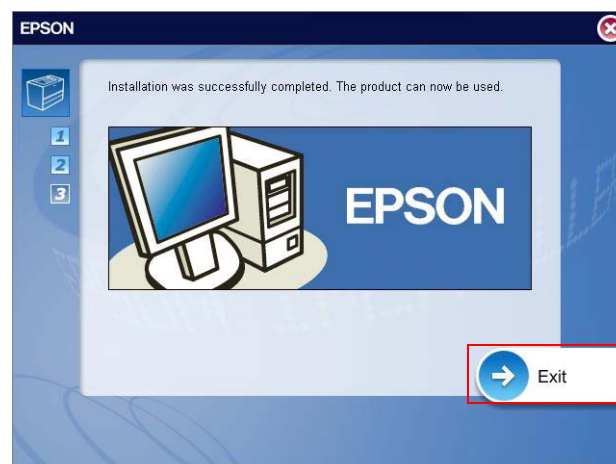 EPSON
Installation was successfully completed. The product can now be used.
1
2
3
EPSON
Exit